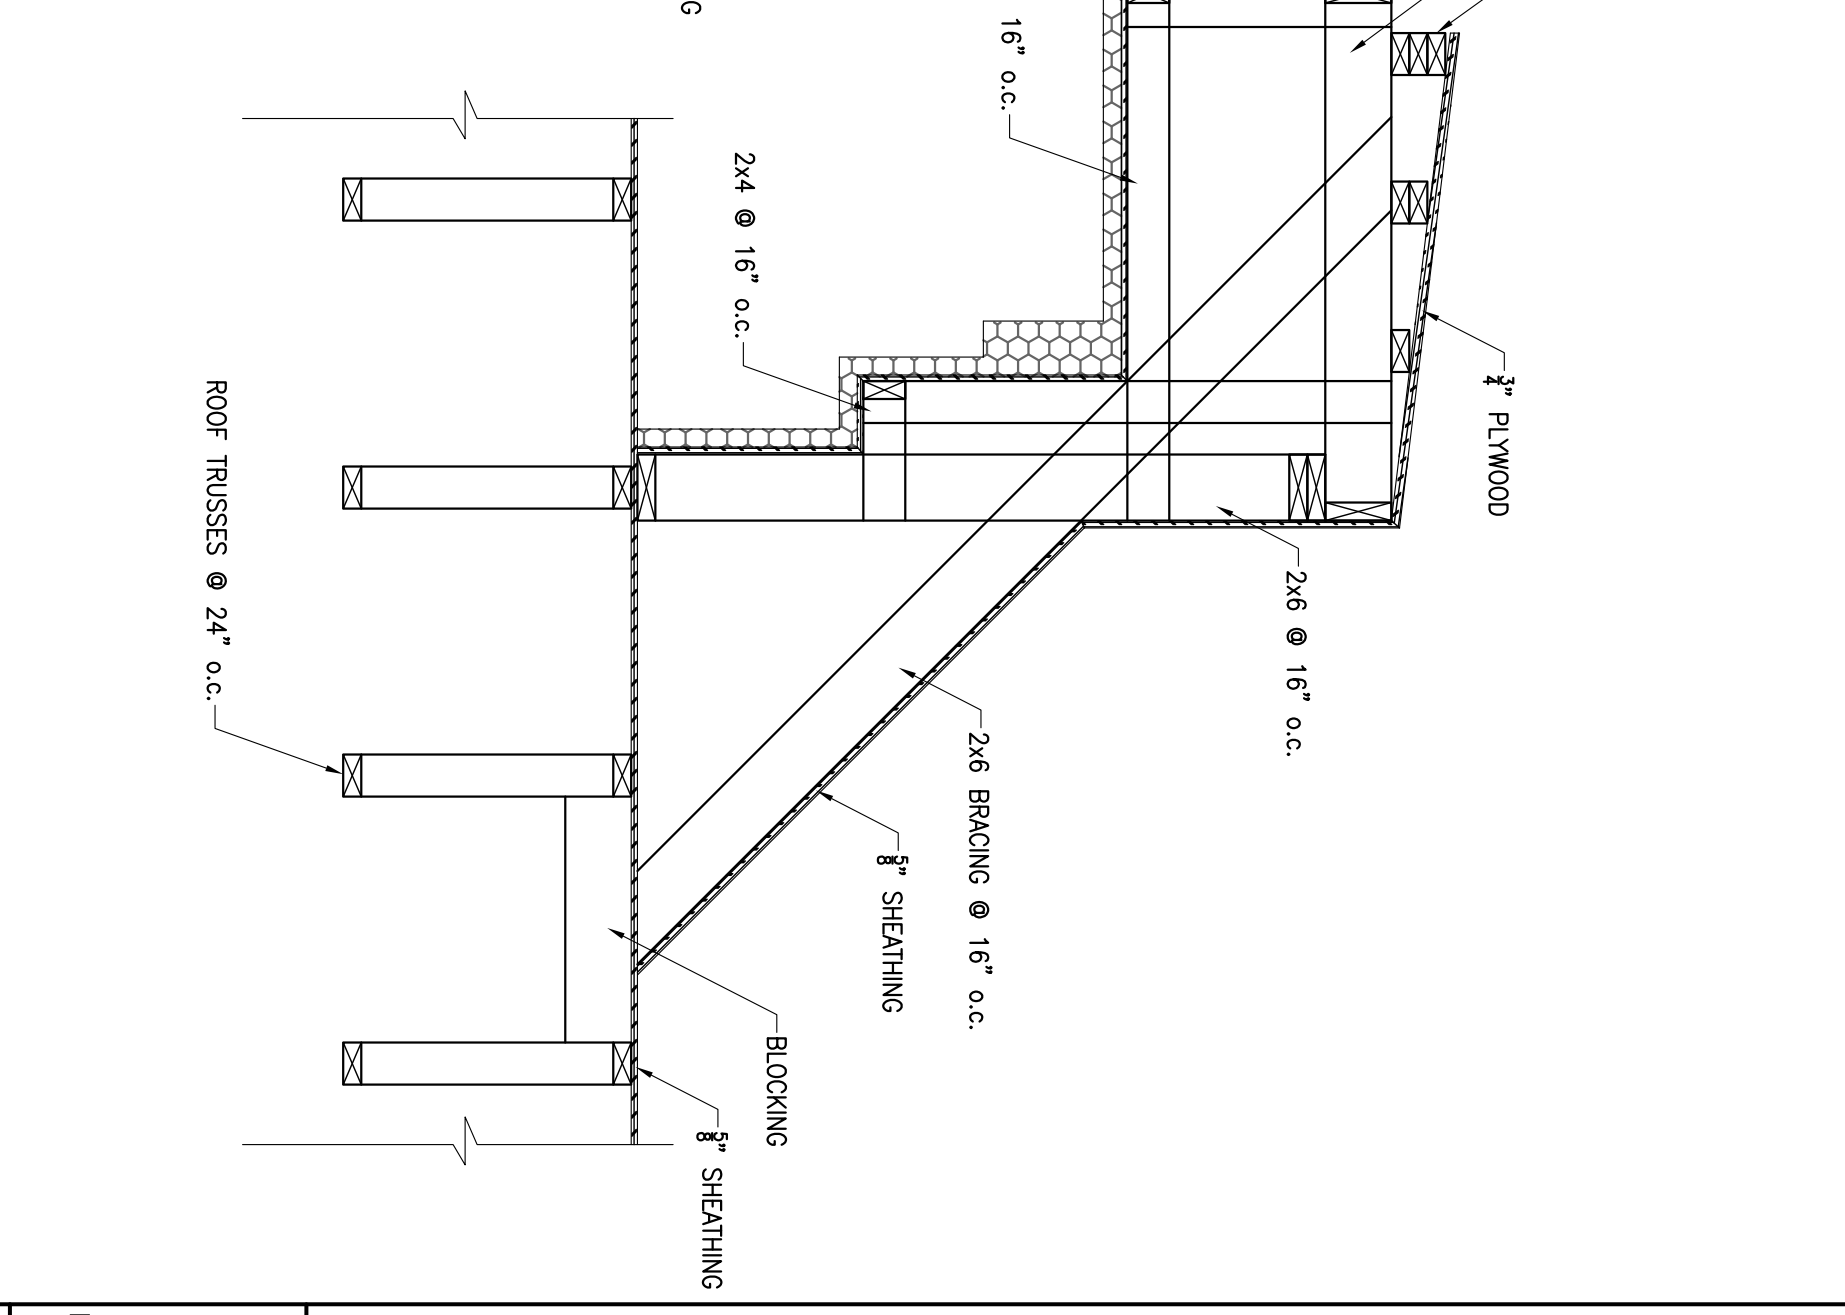 G
16" o.c.
2x4 @ 16" o.c.
3/4" PLYWOOD
2x6 @ 16" o.c.
2x6 BRACING @ 16" o.c.
5/8" SHEATHING
BLOCKING
5/8" SHEATHING
ROOF TRUSSES @ 24" o.c.